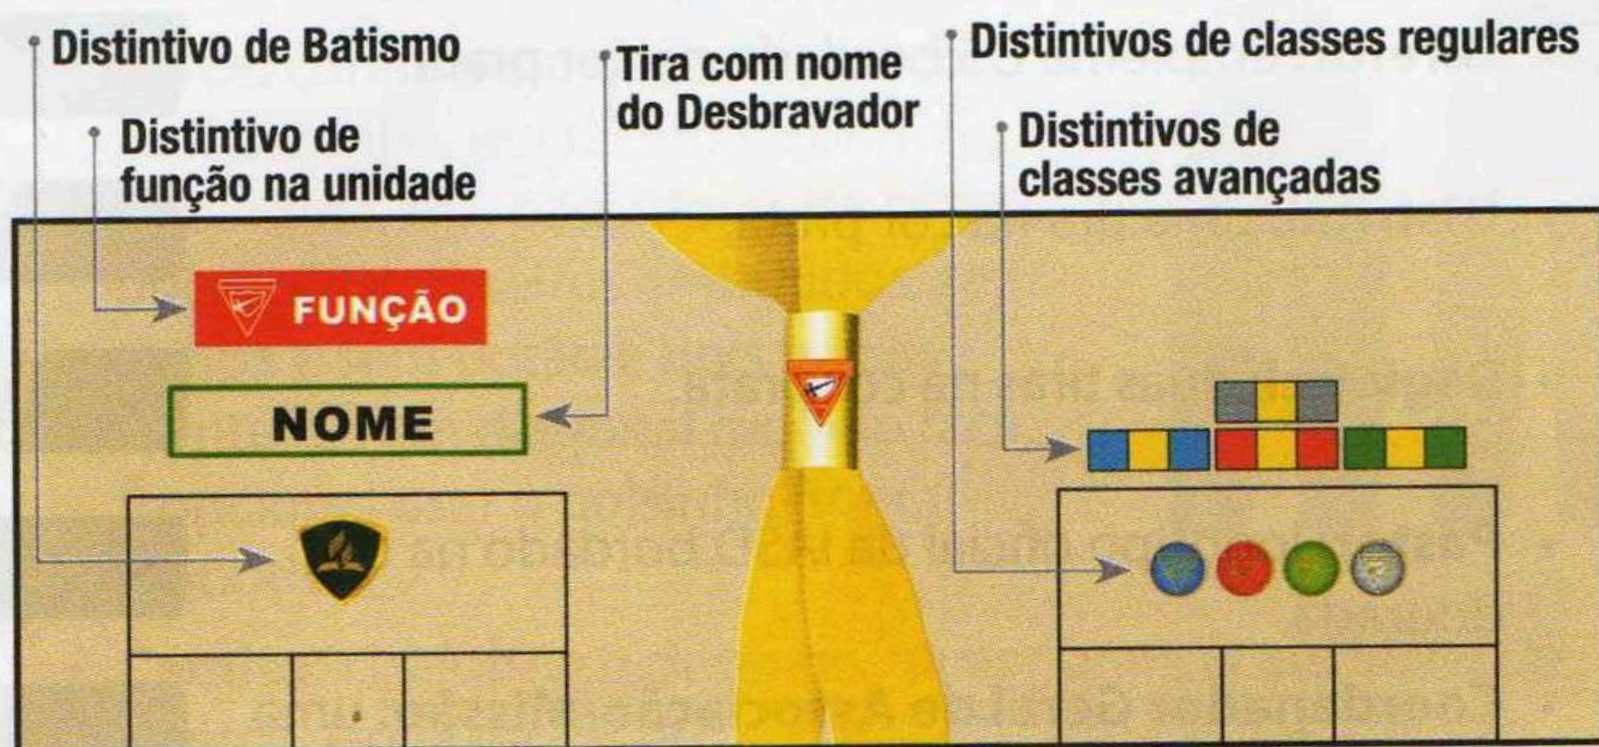 Distintivo de Batismo
Distintivo de
função na unidade
Tira com nome
do Desbravador
Distintivos de classes regulares
Distintivos de
classes avançadas
FUNÇÃO
NOME